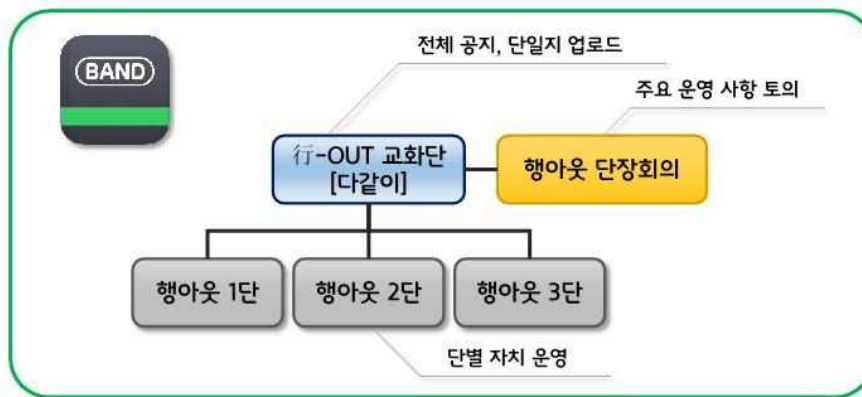 전체 공지, 단일지 업로드
BAND
주요 운영 사항 토의
行-OUT 교화단
[다같이]
행아웃 단장회의
행아웃 1단
행아웃 2단
행아웃 3단
단별 자치 운영